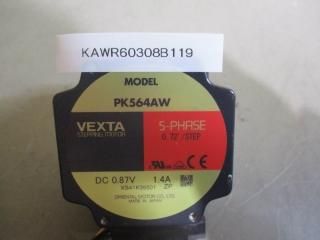 KAWR60308B119
MODEL
PK564AW
VEXTA
STEPPING MOTOR
5-PHASE
0.72°/STEP
DC 0.87V 1.4A
ZP
ORIENTAL MOTOR CO., LTD.
MADE IN JAPAN